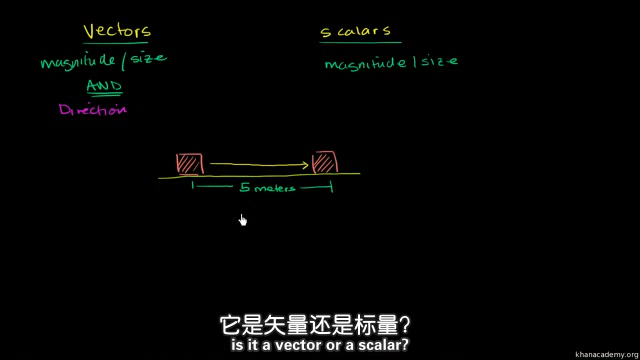 Vectors
magnitude / size
AND
Direction
scalars
magnitude / size
5 meters
它是矢量还是标量?
is it a vector or a scalar?
khanacademy.org